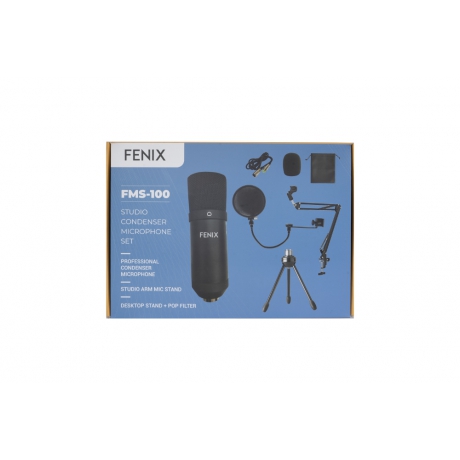 FENIX
FMS-100
STUDIO
CONDENSER
MICROPHONE
SET
PROFESSIONAL
CONDENSER
MICROPHONE
STUDIO ARM MIC STAND
DESKTOP STAND + POP FILTER
FENIX